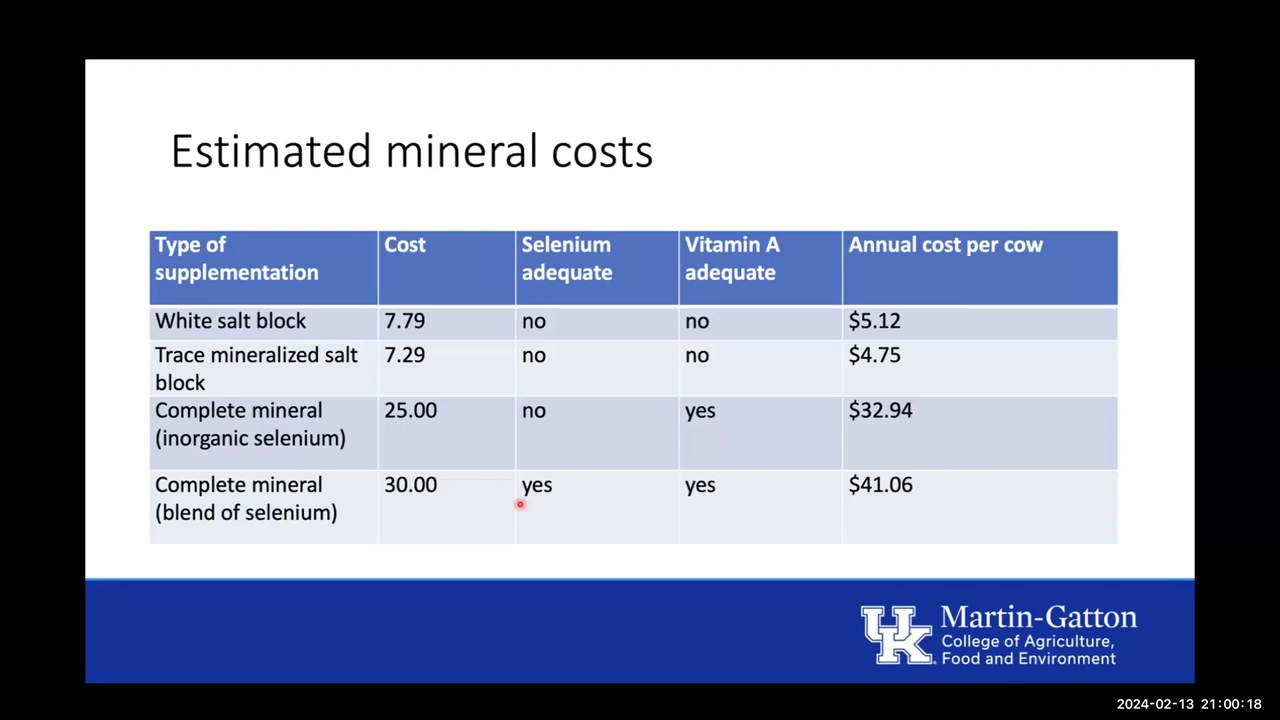 Estimated mineral costs
Type of supplementation Cost Selenium adequate Vitamin A adequate Annual cost per cow
White salt block 7.79 no no $5.12
Trace mineralized salt block 7.29 no no $4.75
Complete mineral (inorganic selenium) 25.00 no yes $32.94
Complete mineral (blend of selenium) 30.00 yes yes $41.06
UK Martin-Gatton
College of Agriculture,
Food and Environment
2024-02-13 21:00:18